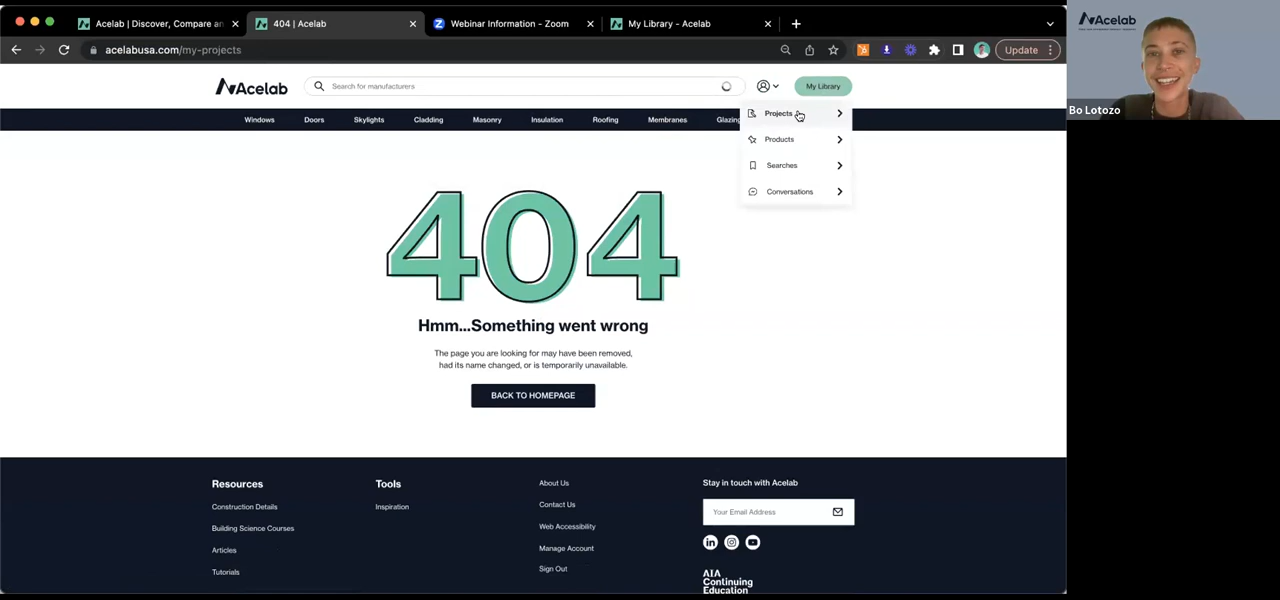 Acelab | Discover, Compare an
404 | Acelab
Webinar Information - Zoom
My Library - Acelab
acelabusa.com/my-projects
Update
Acelab
Search for manufacturers
My Library
Windows
Doors
Skylights
Cladding
Masonry
Insulation
Roofing
Membranes
Glazing
Projects
Products
Searches
Conversations
404
Hmm...Something went wrong
The page you are looking for may have been removed,
had its name changed, or is temporarily unavailable.
BACK TO HOMEPAGE
Resources
Construction Details
Building Science Courses
Articles
Tutorials
Tools
Inspiration
About Us
Contact Us
Web Accessibility
Manage Account
Sign Out
Stay in touch with Acelab
Your Email Address
AIA
Continuing
Education
Acelab
Bo Lotozo